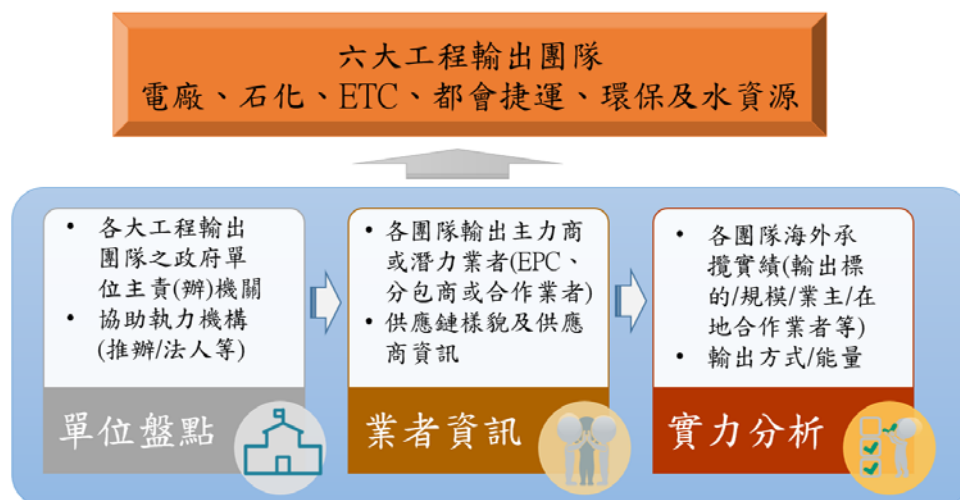 六大工程輸出團隊
電廠、石化、ETC、都會捷運、環保及水資源
• 各大工程輸出
團隊之政府單
位主責(辦)機關
• 協助執力機構
(推辦/法人等)
單位盤點
• 各團隊輸出主力商
或潛力業者(EPC、
分包商或合作業者)
• 供應鏈樣貌及供應
商資訊
業者資訊
• 各團隊海外承
攬實績(輸出標
的/規模/業主/在
地合作業者等)
• 輸出方式/能量
實力分析